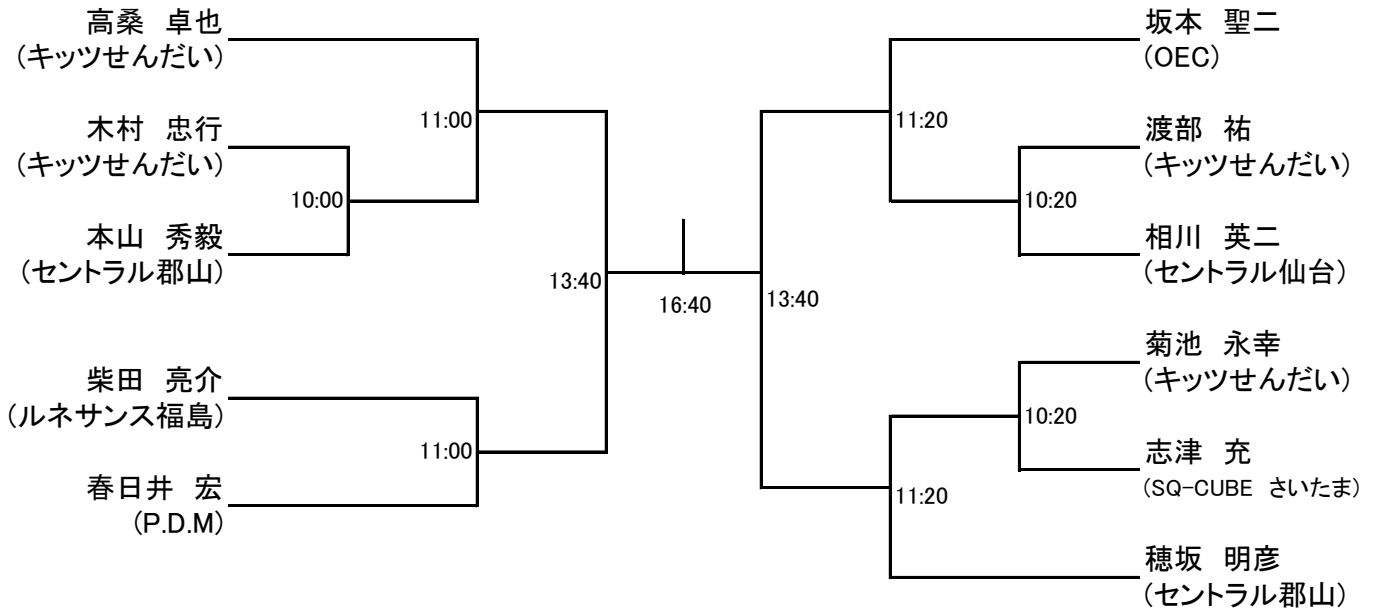 高桑　卓也
(キッツせんだい)
11:00
木村　忠行
(キッツせんだい)
10:00
本山　秀毅
(セントラル郡山)
13:40
柴田　亮介
(ルネサンス福島)
11:00
春日井　宏
(P.D.M)
16:40
坂本　聖二
(OEC)
11:20
渡部　祐
(キッツせんだい)
10:20
相川　英二
(セントラル仙台)
13:40
菊池　永幸
(キッツせんだい)
10:20
志津　充
(SQ-CUBE　さいたま)
11:20
穂坂　明彦
(セントラル郡山)